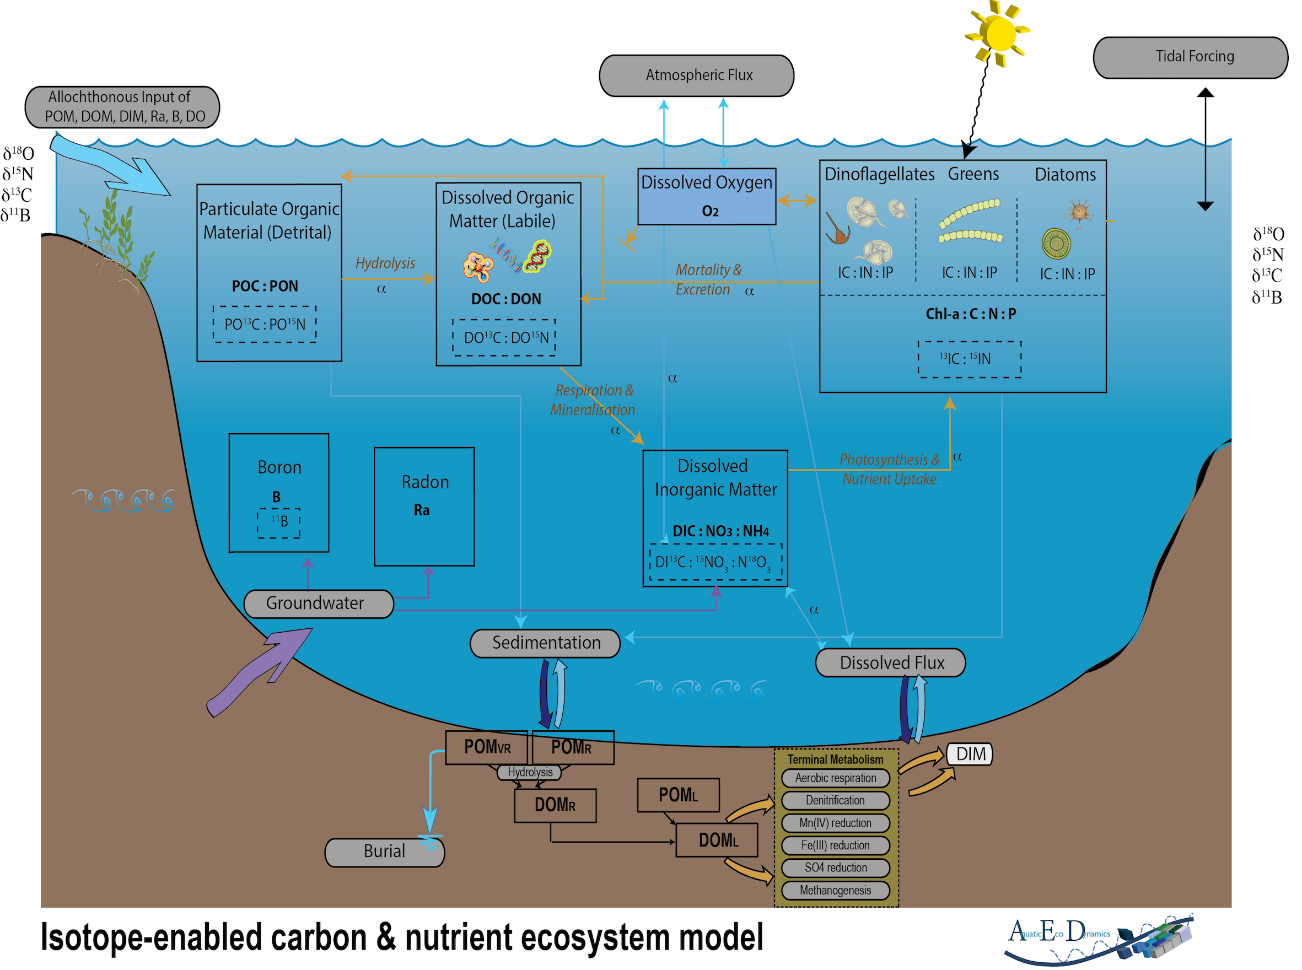 Tidal Forcing
Atmospheric Flux
Allochthonous Input of
POM, DOM, DIM, Ra, B, DO
δ¹⁸O
δ¹⁵N
δ¹³C
δ¹¹B
Particulate Organic
Material (Detrital)
POC : PON
PO¹³C : PO¹⁵N
Hydrolysis
α
Dissolved Organic
Matter (Labile)
DOC : DON
DO¹³C : DO¹⁵N
Dissolved Oxygen
O₂
Mortality &
Excretion α
Dinoflagellates
Greens
Diatoms
IC : IN : IP
IC : IN : IP
IC : IN : IP
Chl-a : C : N : P
¹³IC : ¹⁵IN
δ¹⁸O
δ¹⁵N
δ¹³C
δ¹¹B
α
Respiration &
Mineralisation
α
Dissolved
Inorganic Matter
DIC : NO₃ : NH₄
DI¹³C : ¹⁵NO₃ : N¹⁸O₃
α
Photosynthesis &
Nutrient Uptake
Boron
B
¹¹B
Radon
Ra
Groundwater
α
Sedimentation
Dissolved Flux
POMVR
POMR
Hydrolysis
DOMR
POML
DOML
Burial
Terminal Metabolism
Aerobic respiration
Denitrification
Mn(IV) reduction
Fe(III) reduction
SO4 reduction
Methanogenesis
DIM
Isotope-enabled carbon & nutrient ecosystem model
Aquatic Eco Dynamics